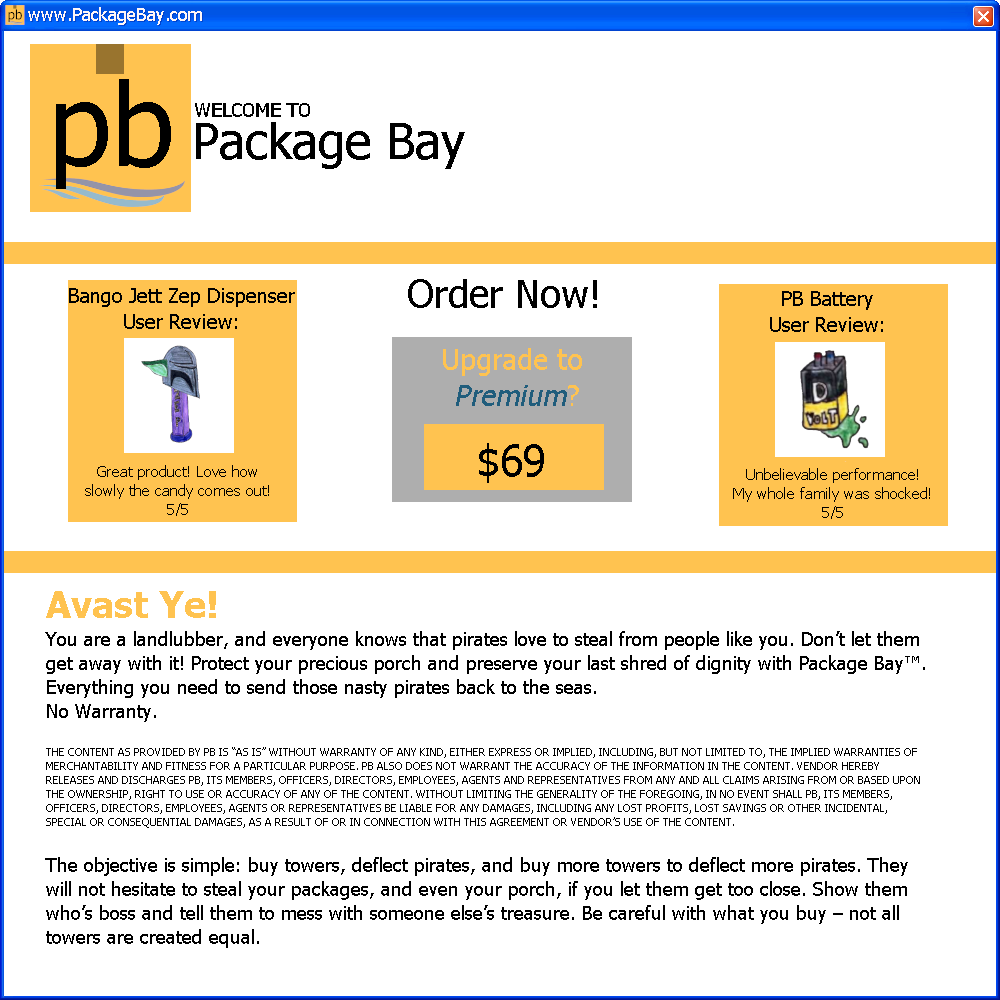 pb www.PackageBay.com
pb
WELCOME TO
Package Bay
Bango Jett Zep Dispenser
User Review:
Great product! Love how
slowly the candy comes out!
5/5
Order Now!
Upgrade to
Premium?
$69
PB Battery
User Review:
D
VOLT
Unbelievable performance!
My whole family was shocked!
5/5
Avast Ye!
You are a landlubber, and everyone knows that pirates love to steal from people like you. Don’t let them
get away with it! Protect your precious porch and preserve your last shred of dignity with Package Bay™.
Everything you need to send those nasty pirates back to the seas.
No Warranty.
THE CONTENT AS PROVIDED BY PB IS “AS IS” WITHOUT WARRANTY OF ANY KIND, EITHER EXPRESS OR IMPLIED, INCLUDING, BUT NOT LIMITED TO, THE IMPLIED WARRANTIES OF
MERCHANTABILITY AND FITNESS FOR A PARTICULAR PURPOSE. PB ALSO DOES NOT WARRANT THE ACCURACY OF THE INFORMATION IN THE CONTENT. VENDOR HEREBY
RELEASES AND DISCHARGES PB, ITS MEMBERS, OFFICERS, DIRECTORS, EMPLOYEES, AGENTS AND REPRESENTATIVES FROM ANY AND ALL CLAIMS ARISING FROM OR BASED UPON
THE OWNERSHIP, RIGHT TO USE OR ACCURACY OF ANY OF THE CONTENT. WITHOUT LIMITING THE GENERALITY OF THE FOREGOING, IN NO EVENT SHALL PB, ITS MEMBERS,
OFFICERS, DIRECTORS, EMPLOYEES, AGENTS OR REPRESENTATIVES BE LIABLE FOR ANY DAMAGES, INCLUDING ANY LOST PROFITS, LOST SAVINGS OR OTHER INCIDENTAL,
SPECIAL OR CONSEQUENTIAL DAMAGES, AS A RESULT OF OR IN CONNECTION WITH THIS AGREEMENT OR VENDOR’S USE OF THE CONTENT.
The objective is simple: buy towers, deflect pirates, and buy more towers to deflect more pirates. They
will not hesitate to steal your packages, and even your porch, if you let them get too close. Show them
who’s boss and tell them to mess with someone else’s treasure. Be careful with what you buy – not all
towers are created equal.